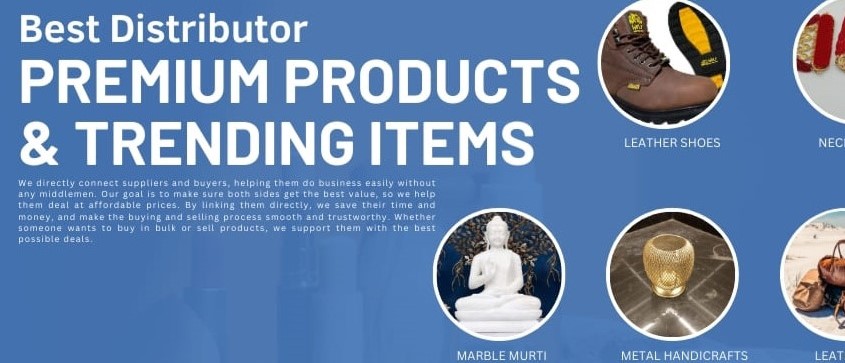 Best Distributor
PREMIUM PRODUCTS
& TRENDING ITEMS
We directly connect suppliers and buyers, helping them do business easily without
any middlemen. Our goal is to make sure both sides get the best value, so we help
them deal at affordable prices. By linking them directly, we save their time and
money, and make the buying and selling process smooth and trustworthy. Whether
someone wants to buy in bulk or sell products, we support them with the best
possible deals.
LEATHER SHOES
NEC
MARBLE MURTI
METAL HANDICRAFTS
LEAT